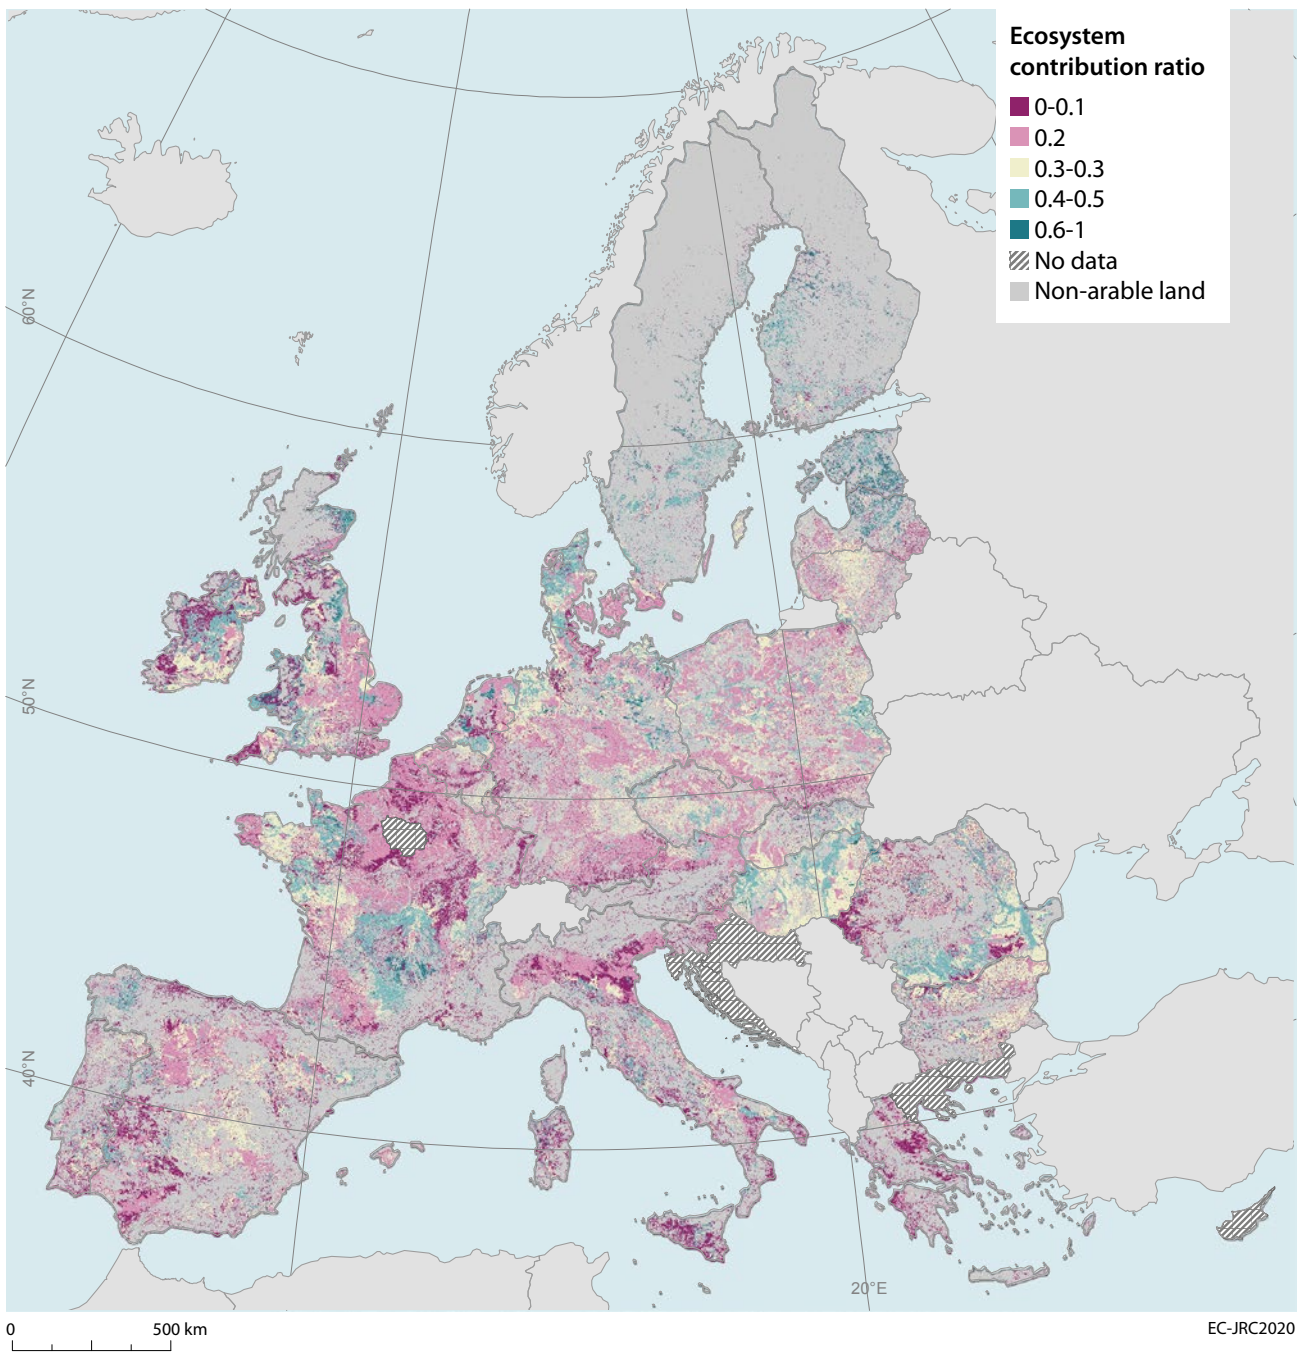 Ecosystem
contribution ratio
0-0.1
0.2
0.3-0.3
0.4-0.5
0.6-1
No data
Non-arable land
60°N
50°N
40°N
20°E
0 500 km
EC-JRC2020